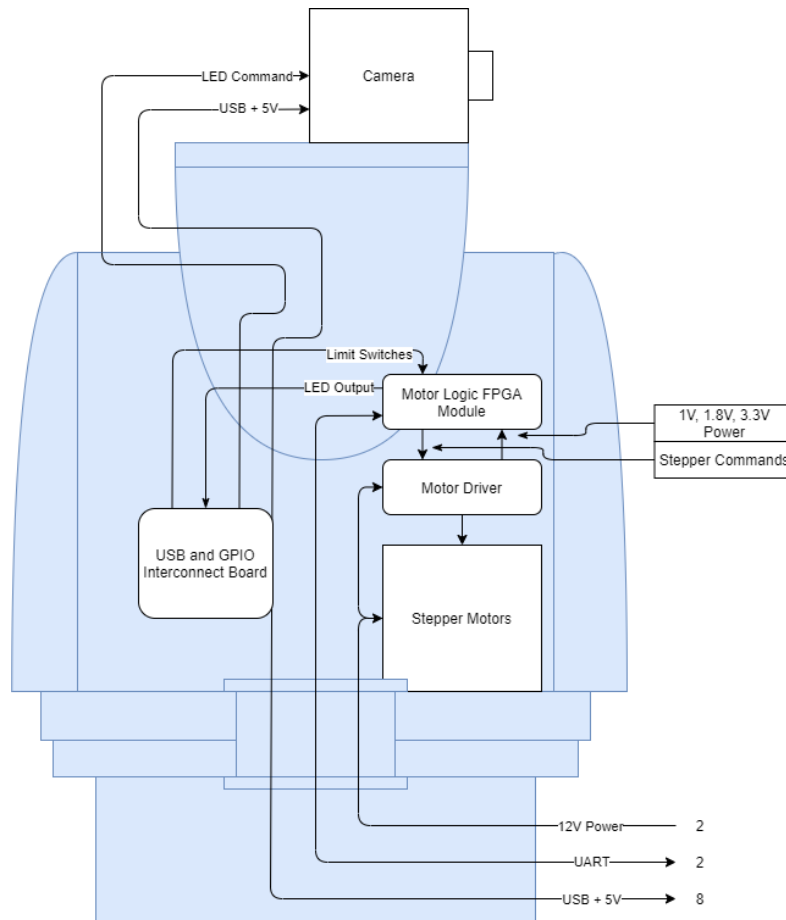 LED Command
Camera
USB + 5V
Limit Switches
LED Output
Motor Logic FPGA
Module
1V, 1.8V, 3.3V
Power
Stepper Commands
Motor Driver
USB and GPIO
Interconnect Board
Stepper Motors
12V Power 2
UART 2
USB + 5V 8